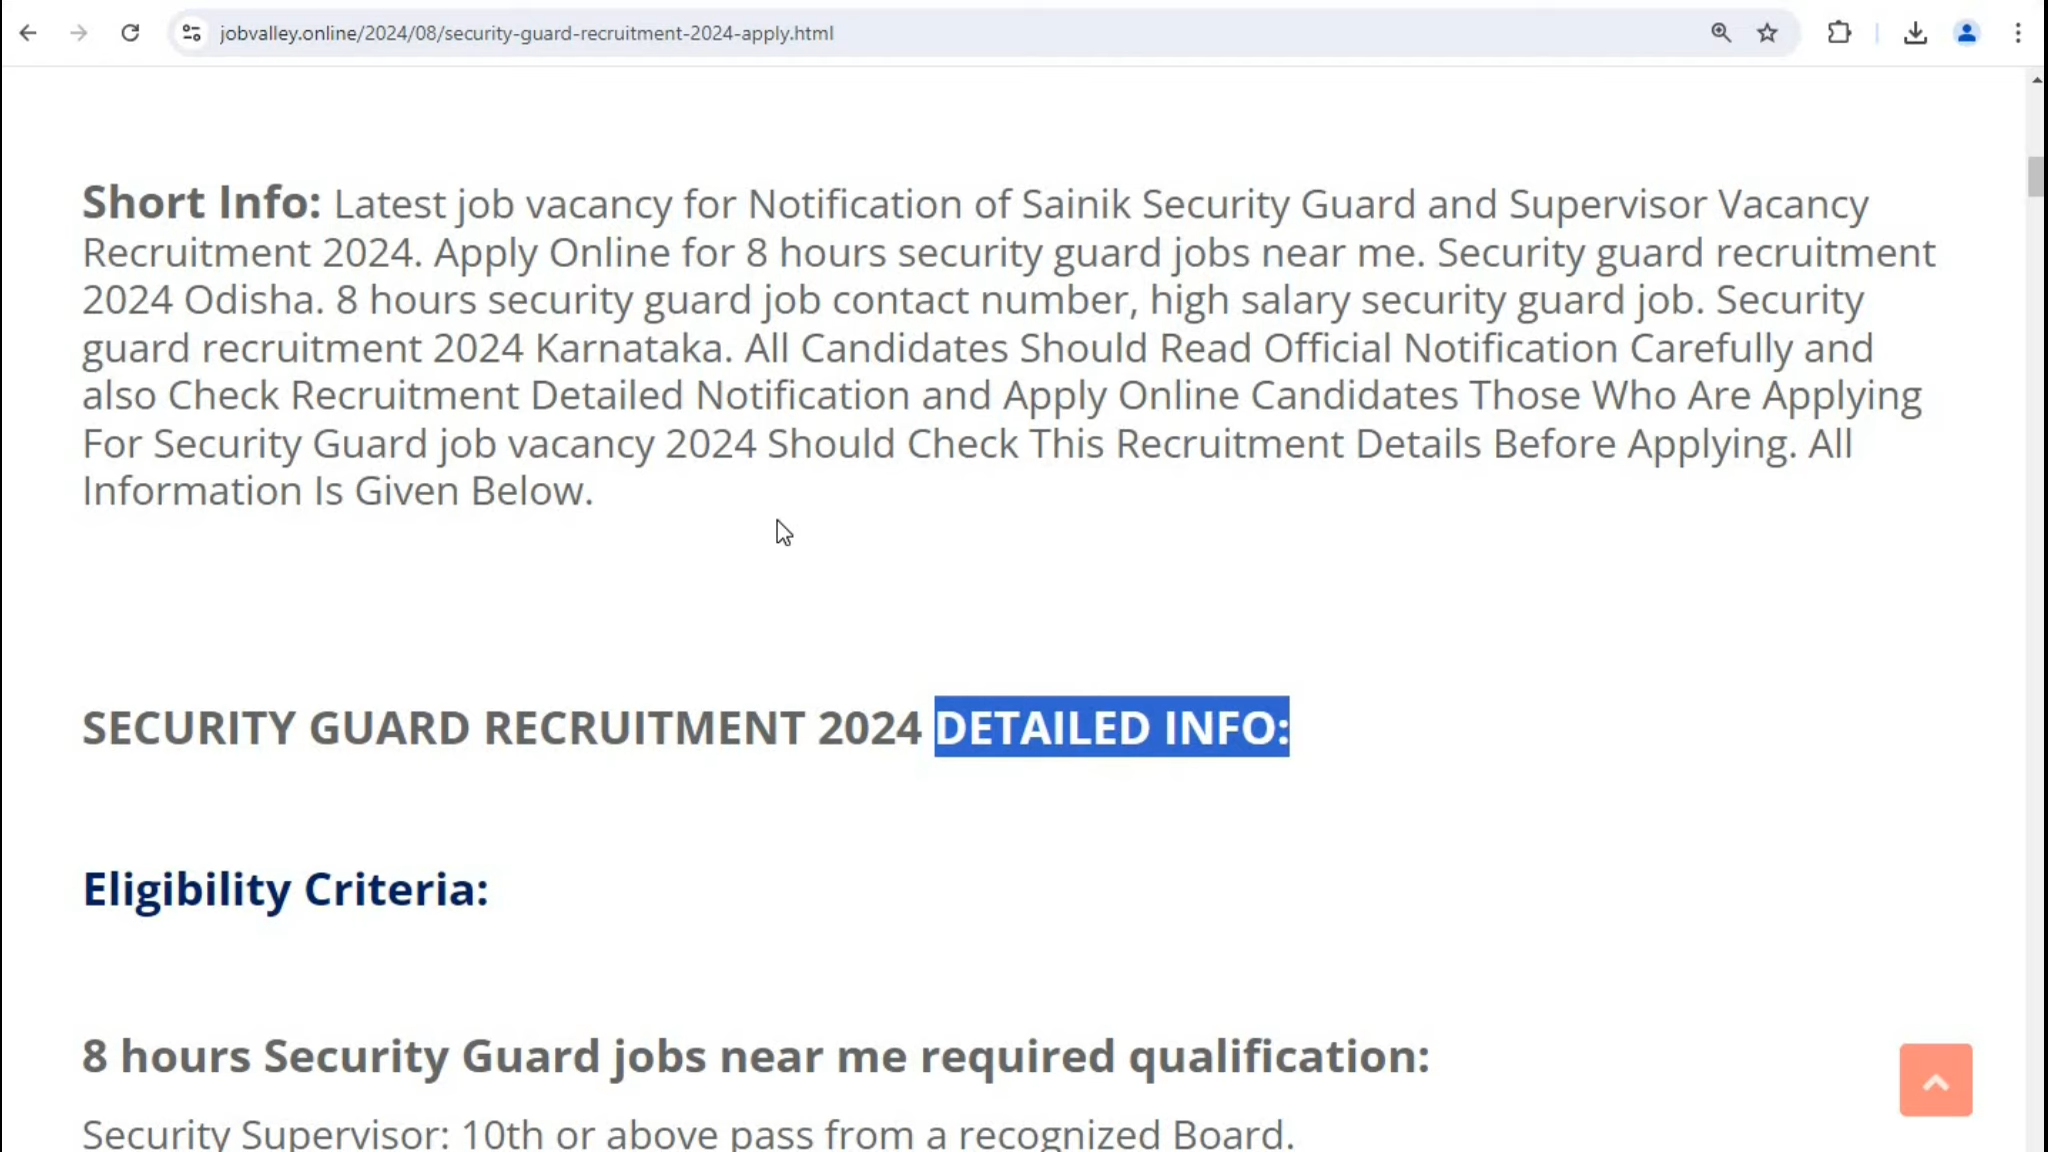 jobvalley.online/2024/08/security-guard-recruitment-2024-apply.html
Short Info: Latest job vacancy for Notification of Sainik Security Guard and Supervisor Vacancy
Recruitment 2024. Apply Online for 8 hours security guard jobs near me. Security guard recruitment
2024 Odisha. 8 hours security guard job contact number, high salary security guard job. Security
guard recruitment 2024 Karnataka. All Candidates Should Read Official Notification Carefully and
also Check Recruitment Detailed Notification and Apply Online Candidates Those Who Are Applying
For Security Guard job vacancy 2024 Should Check This Recruitment Details Before Applying. All
Information Is Given Below.
SECURITY GUARD RECRUITMENT 2024 DETAILED INFO:
Eligibility Criteria:
8 hours Security Guard jobs near me required qualification:
Security Supervisor: 10th or above pass from a recognized Board.